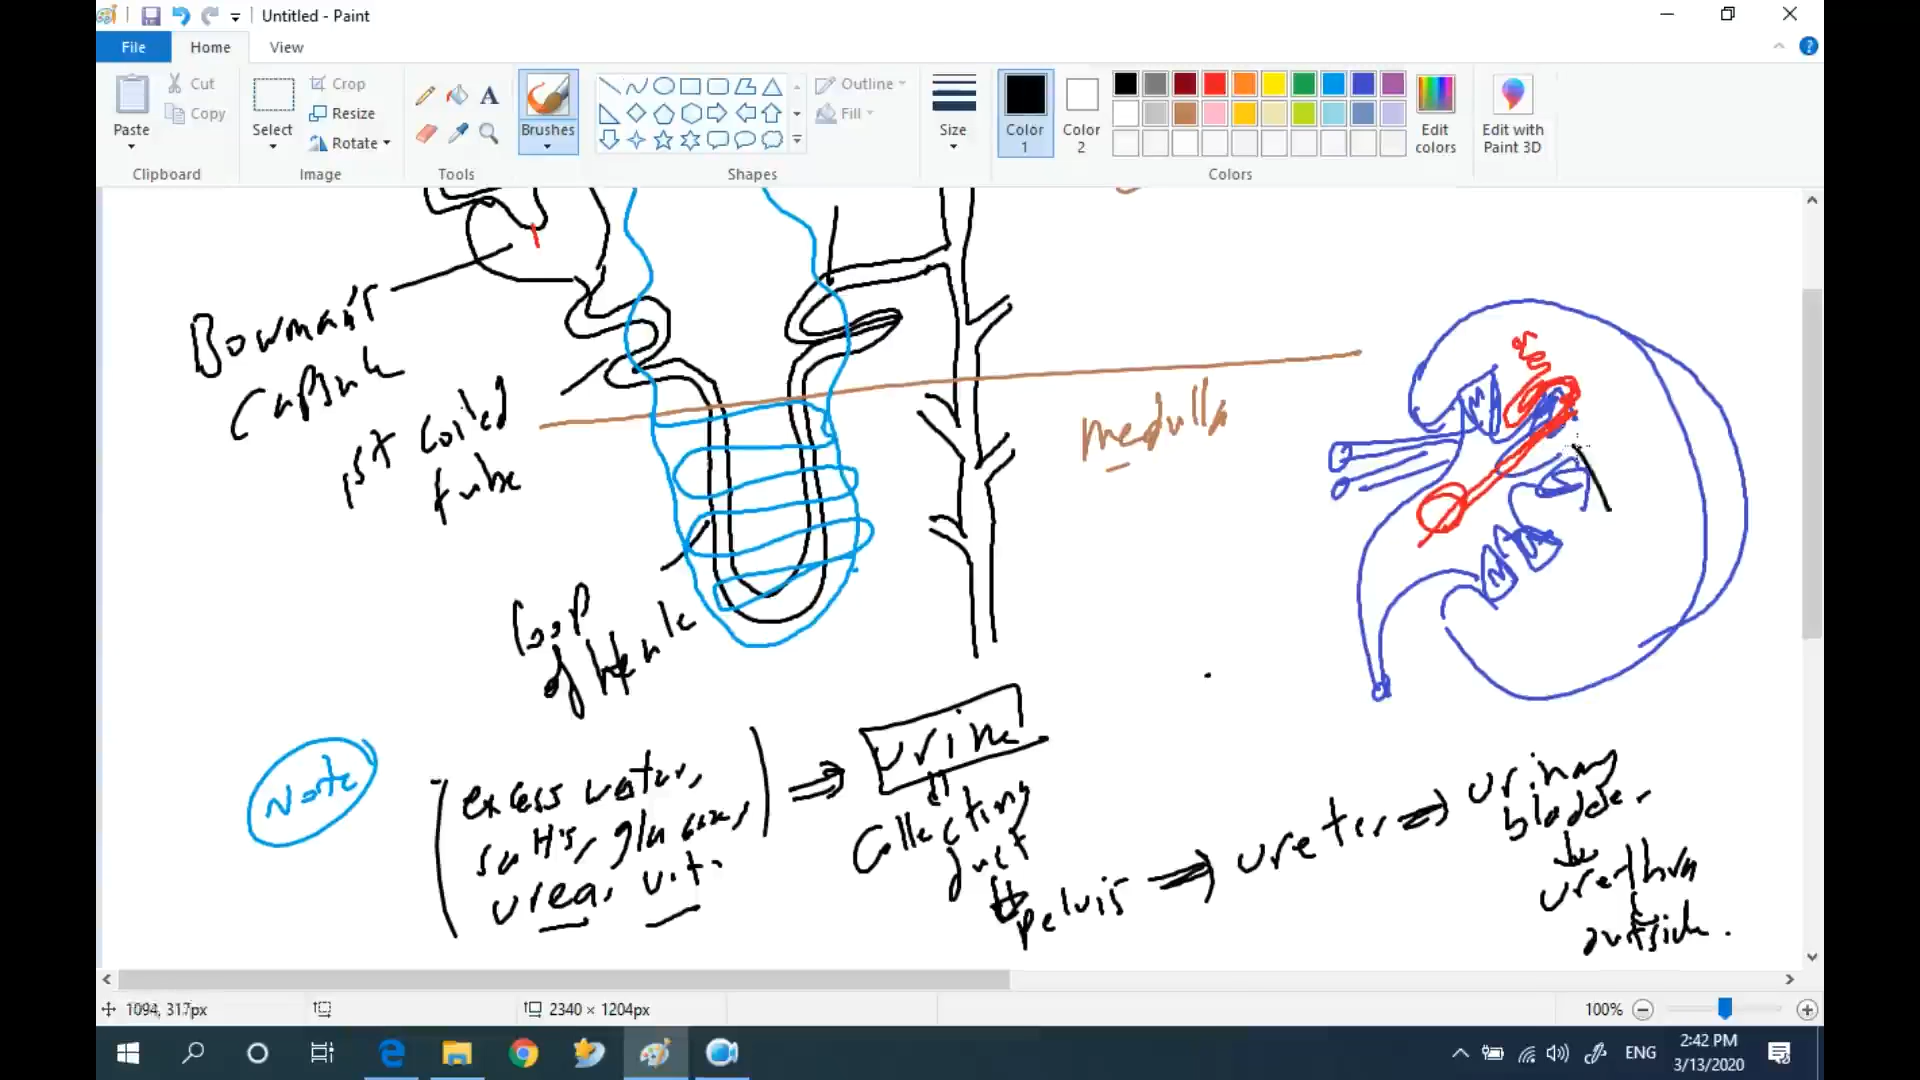 Untitled - Paint
File
Home
View
Paste
Cut
Copy
Clipboard
Select
Crop
Resize
Rotate
Image
Tools
Brushes
Shapes
Outline
Fill
Size
Color
1
Color
2
Edit
colors
Edit with
Paint 3D
Colors
Bowman's
Capsule
1st Coiled
tube
medulla
loop
of Henle
Note
excess water,
salts, glucose,
urea,
urine
Collecting
duct
pelvis
ureter
urinary
bladder
urethra
outside.
1094, 317px
2340 × 1204px
100%
ENG
2:42 PM
3/13/2020